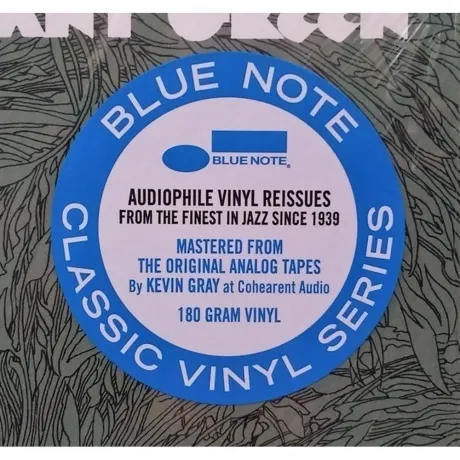 BLUE NOTE
BLUE NOTE®
AUDIOPHILE VINYL REISSUES
FROM THE FINEST IN JAZZ SINCE 1939
MASTERED FROM
THE ORIGINAL ANALOG TAPES
By KEVIN GRAY at Cohearent Audio
180 GRAM VINYL
CLASSIC VINYL SERIES